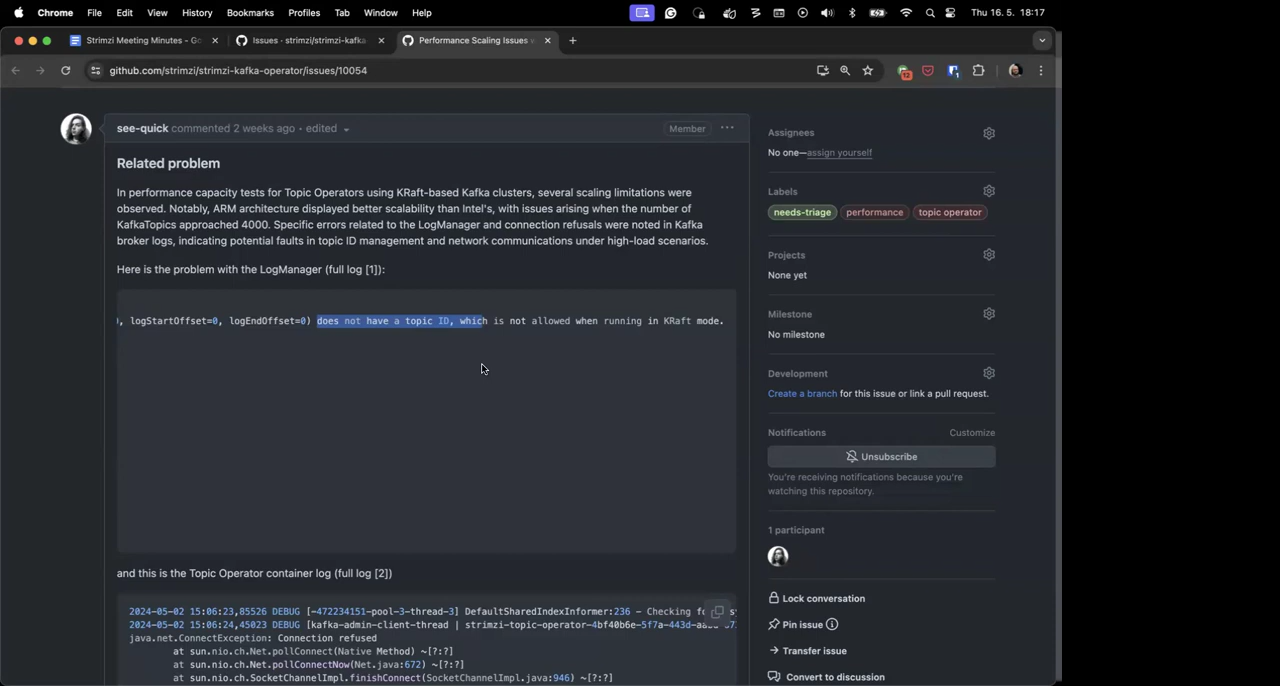 Chrome File Edit View History Bookmarks Profiles Tab Window Help Thu 16. 5. 18:17
Strimzi Meeting Minutes – Go Issues · strimzi/strimzi-kafka Performance Scaling Issues
github.com/strimzi/strimzi-kafka-operator/issues/10054
12 1
see-quick commented 2 weeks ago • edited Member
Related problem
In performance capacity tests for Topic Operators using KRaft-based Kafka clusters, several scaling limitations were
observed. Notably, ARM architecture displayed better scalability than Intel's, with issues arising when the number of
KafkaTopics approached 4000. Specific errors related to the LogManager and connection refusals were noted in Kafka
broker logs, indicating potential faults in topic ID management and network communications under high-load scenarios.
Here is the problem with the LogManager (full log [1]):
, logStartOffset=0, logEndOffset=0) does not have a topic ID, which is not allowed when running in KRaft mode.
and this is the Topic Operator container log (full log [2])
2024-05-02 15:06:23,85526 DEBUG [-472234151-pool-3-thread-3] DefaultSharedIndexInformer:236 - Checking
2024-05-02 15:06:24,45023 DEBUG [kafka-admin-client-thread | strimzi-topic-operator-4bf40b6e-5f7a-443d-
java.net.ConnectException: Connection refused
at sun.nio.ch.Net.pollConnect(Native Method) ~[?:?]
at sun.nio.ch.Net.pollConnectNow(Net.java:672) ~[?:?]
at sun.nio.ch.SocketChannelImpl.finishConnect(SocketChannelImpl.java:946) ~[?:?]
Assignees
No one—assign yourself
Labels
needs-triage performance topic operator
Projects
None yet
Milestone
No milestone
Development
Create a branch for this issue or link a pull request.
Notifications Customize
Unsubscribe
You're receiving notifications because you're
watching this repository.
1 participant
Lock conversation
Pin issue
Transfer issue
Convert to discussion